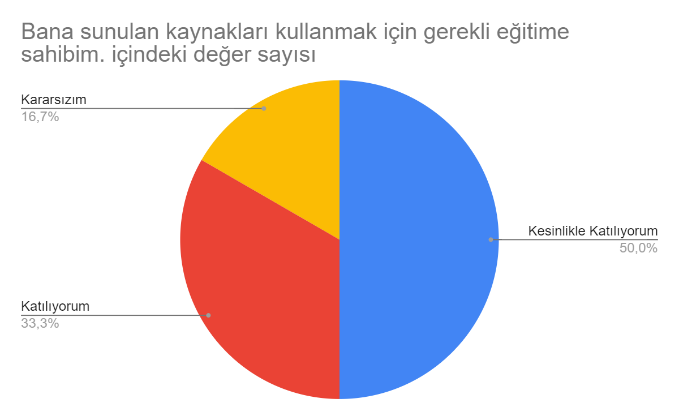 Bana sunulan kaynakları kullanmak için gerekli eğitime
sahibim. içindeki değer sayısı
Kararsızım
16,7%
Kesinlikle Katılıyorum
50,0%
Katılıyorum
33,3%